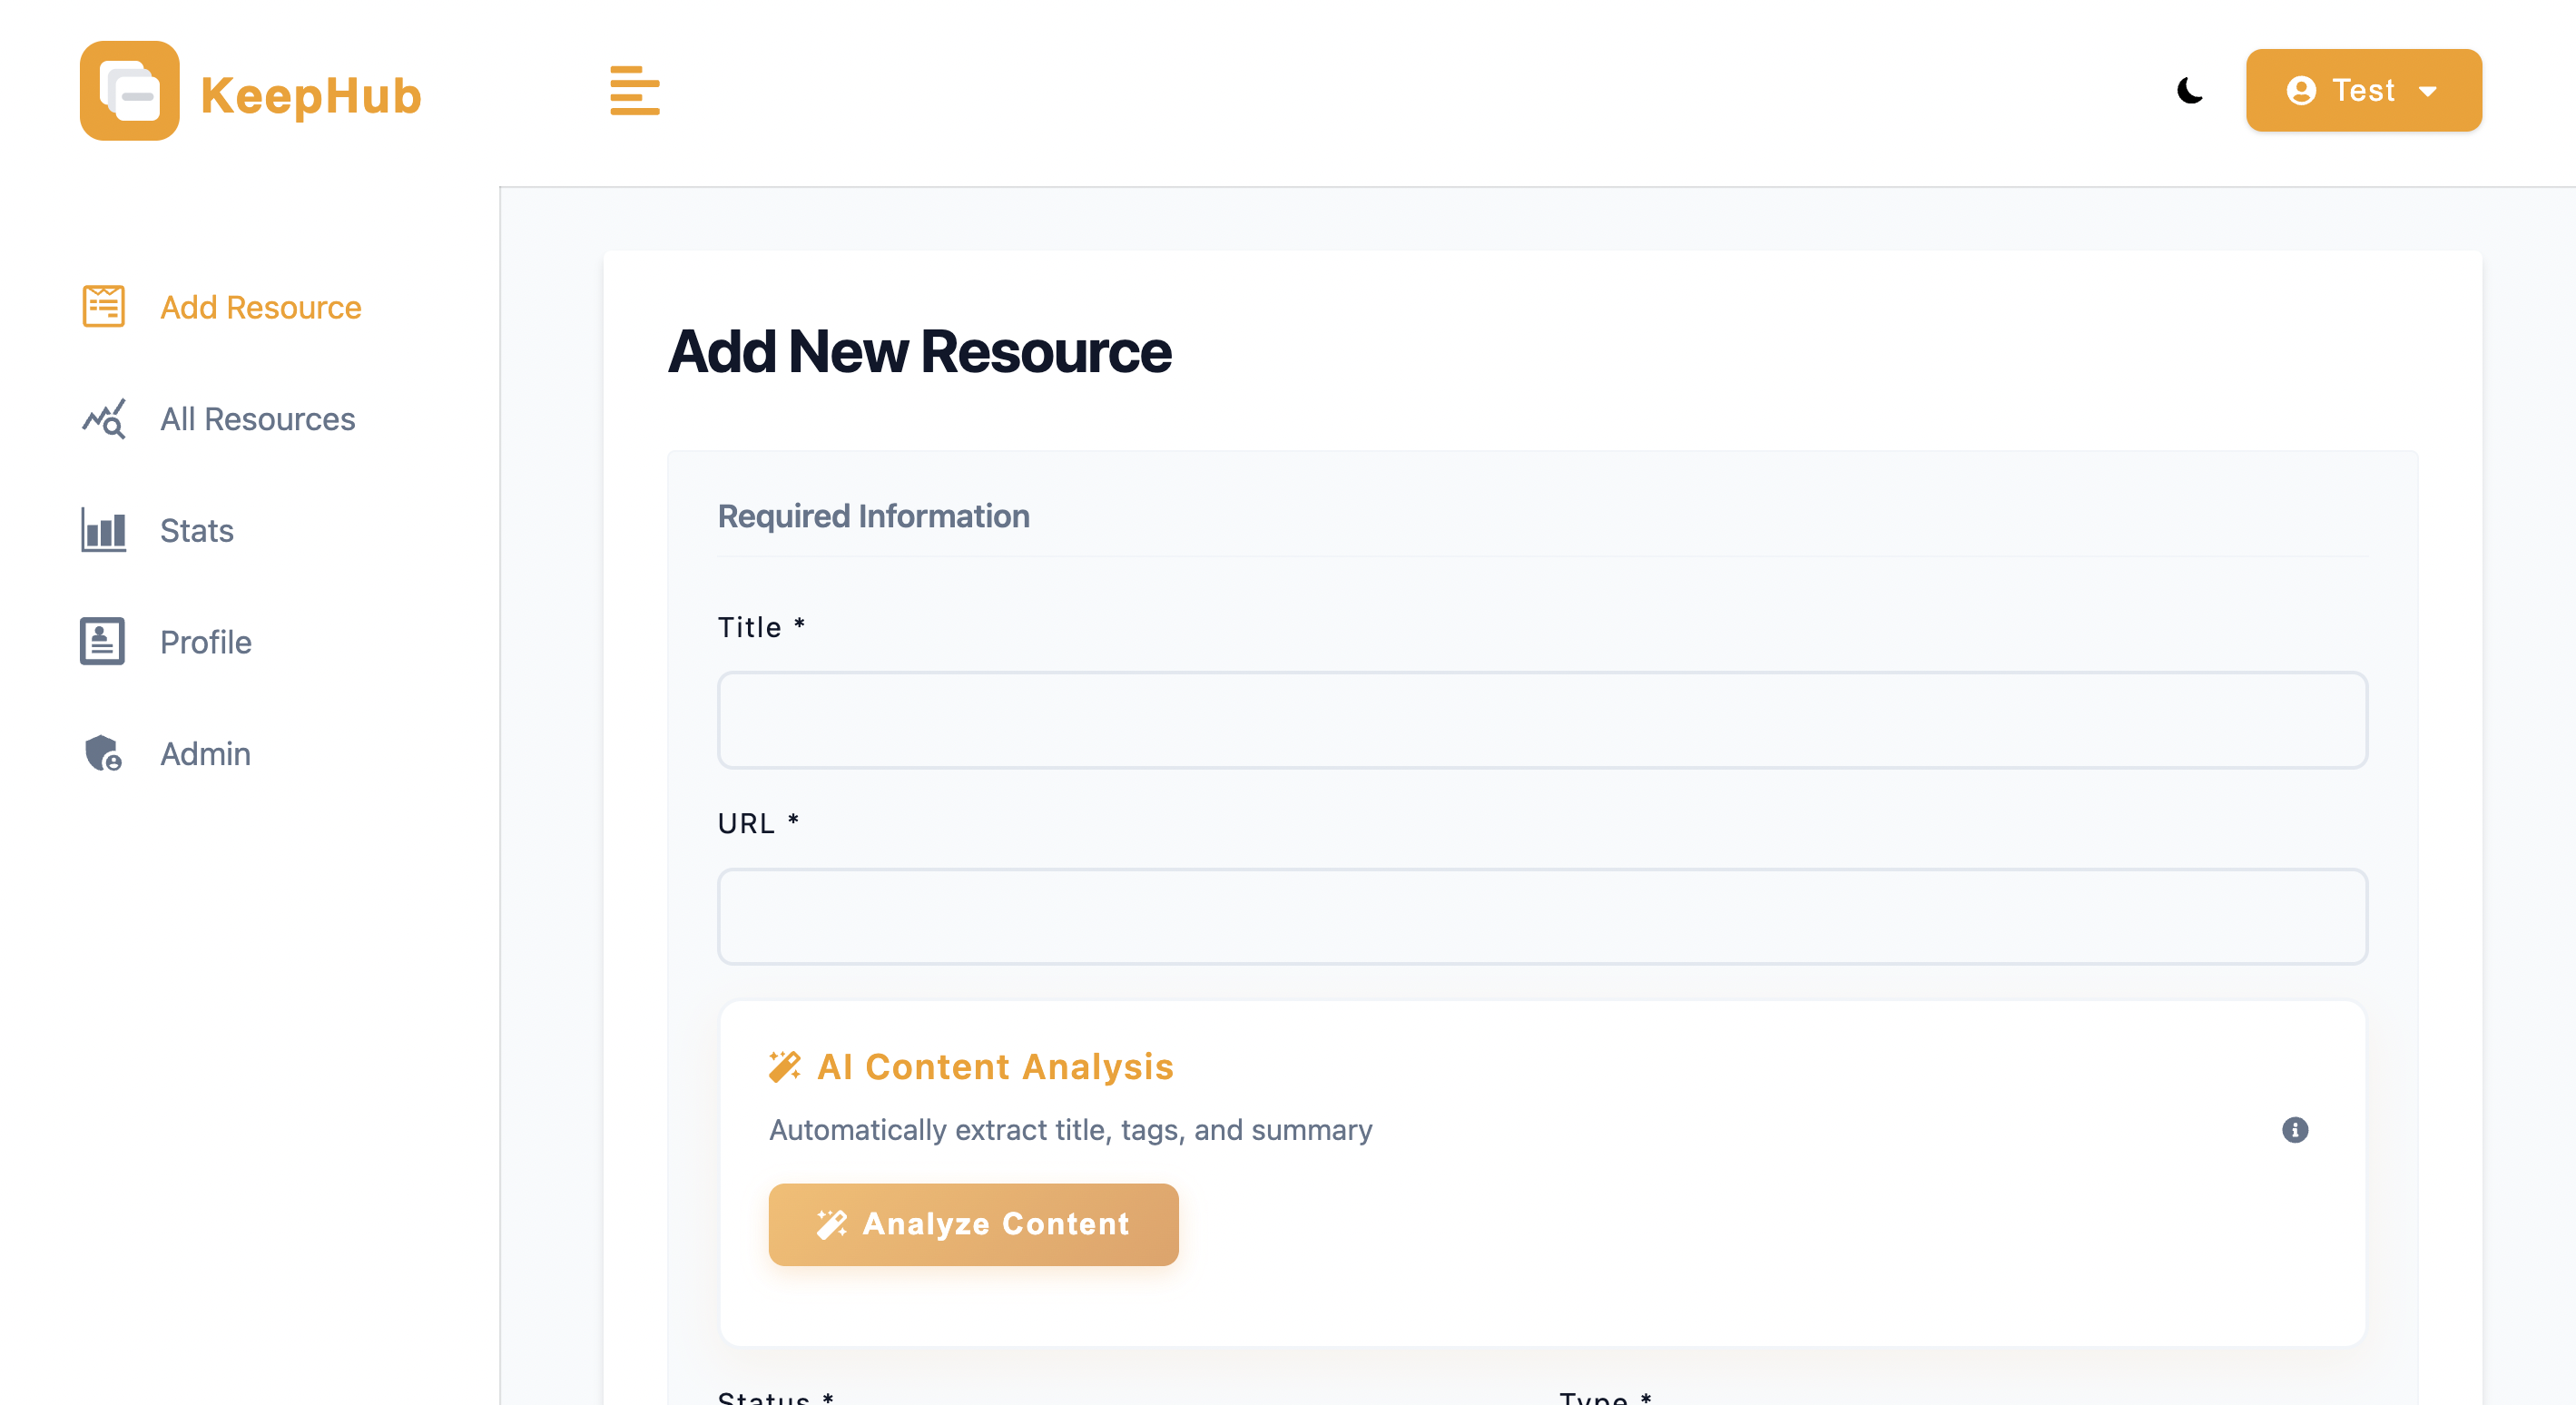 KeepHub
Test
Add Resource
All Resources
Stats
Profile
Admin
Add New Resource
Required Information
Title *
URL *
AI Content Analysis
Automatically extract title, tags, and summary
Analyze Content
Status *
Type *